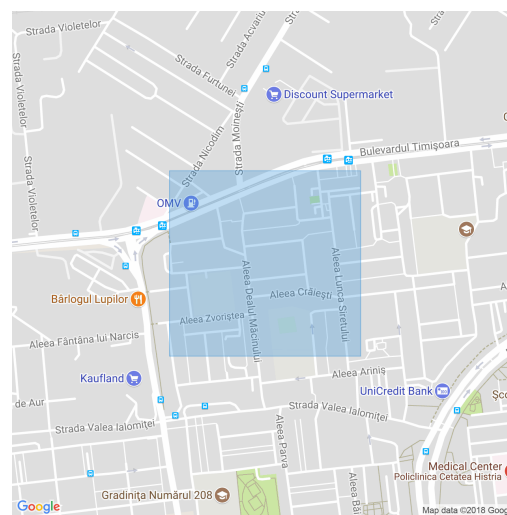 Strada Violetelor
Strada Acvariului
Strada Violetelor
Strada Furtunei
Discount Supermarket
Strada Moinești
Strada Nicodim
Bulevardul Timișoara
Strada Violetelor
OMV
Aleea Lunca Siretului
Aleea Dealul Măcinului
Aleea Crăiești
Bârlogul Lupilor
Aleea Zvoriștea
Aleea Fântâna lui Narcis
Aleea Ariniș
Kaufland
UniCredit Bank
de Aur
Strada Valea Ialomiței
Strada Valea Ialomiței
Aleea Parva
Medical Center
Policlinica Cetatea Histria
Grădinița Numărul 208
Google
Map data ©2018 Goog